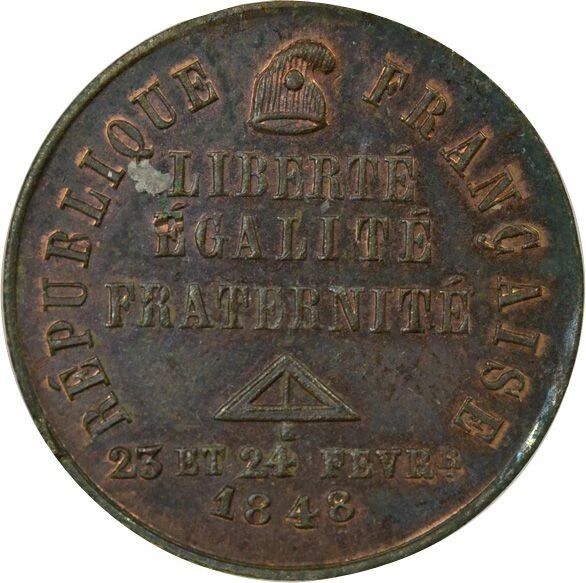 RÉPUBLIQUE FRANÇAISE
LIBERTÉ
ÉGALITÉ
FRATERNITÉ
23 ET 24 FEVRR
1848